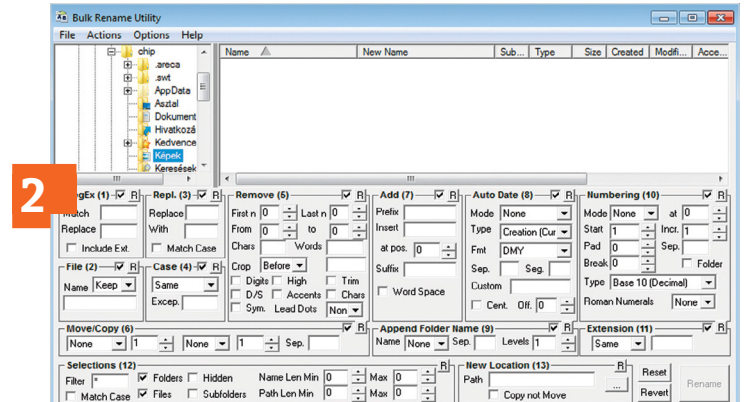 Bulk Rename Utility
File Actions Options Help
chip
.areca
.swt
AppData
Asztal
Dokument
Hivatkozá
Kedvence
Képek
Keresések
Name New Name Sub... Type Size Created Modifi... Acce...
2
RegEx (1) R
Match
Replace
Include Ext.
Repl. (3) R
Replace
With
Match Case
Remove (5) R
First n 0 Last n 0
From 0 to 0
Chars Words
Crop Before
Digits High Trim
D/S Accents Chars
Sym. Lead Dots Non
Add (7) R
Prefix
Insert
at pos. 0
Suffix
Word Space
Auto Date (8) R
Mode None
Type Creation (Cur
Fmt DMY
Sep. Seg.
Custom
Cent. Off. 0
Numbering (10) R
Mode None at 0
Start 1 Incr. 1
Pad 0 Sep.
Break 0 Folder
Type Base 10 (Decimal)
Roman Numerals None
File (2) R
Name Keep
Case (4) R
Same
Excep.
Move/Copy (6) R
None 1 None 1 Sep.
Append Folder Name (9) R
Name None Sep. Levels 1
Extension (11) R
Same
Selections (12) R
Filter * Folders Hidden Name Len Min 0 Max 0
Match Case Files Subfolders Path Len Min 0 Max 0
New Location (13) R
Path ...
Copy not Move
Reset
Revert
Rename